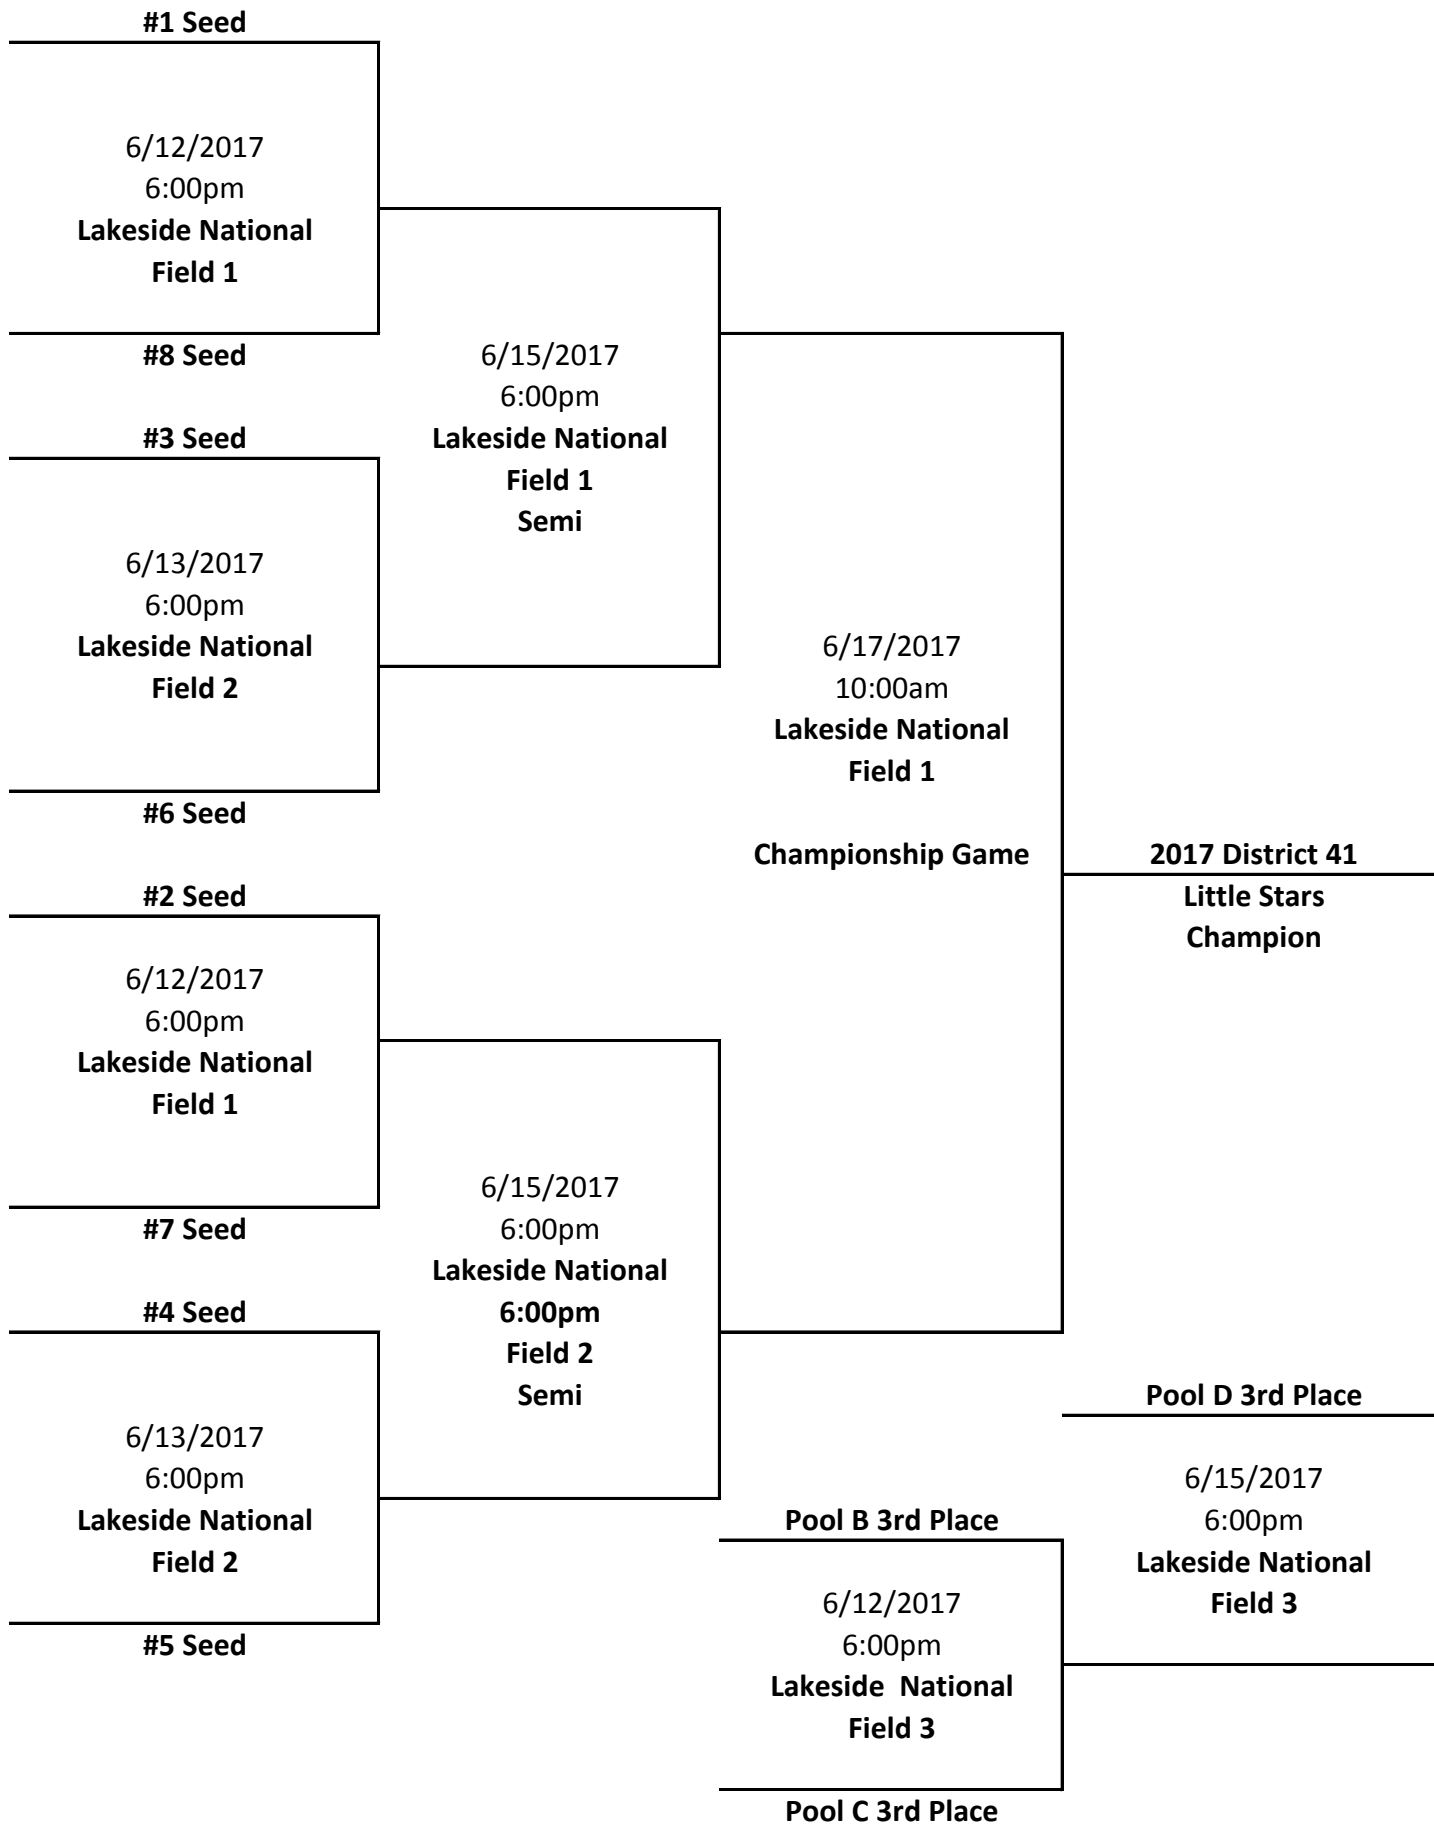 #1 Seed
6/12/2017
6:00pm
Lakeside National
Field 1
#8 Seed
#3 Seed
6/13/2017
6:00pm
Lakeside National
Field 2
#6 Seed
#2 Seed
6/12/2017
6:00pm
Lakeside National
Field 1
#7 Seed
#4 Seed
6/13/2017
6:00pm
Lakeside National
Field 2
#5 Seed
6/15/2017
6:00pm
Lakeside National
Field 1
Semi
6/15/2017
6:00pm
Lakeside National
6:00pm
Field 2
Semi
6/17/2017
10:00am
Lakeside National
Field 1
Championship Game
2017 District 41
Little Stars
Champion
Pool B 3rd Place
6/12/2017
6:00pm
Lakeside  National
Field 3
Pool C 3rd Place
Pool D 3rd Place
6/15/2017
6:00pm
Lakeside National
Field 3